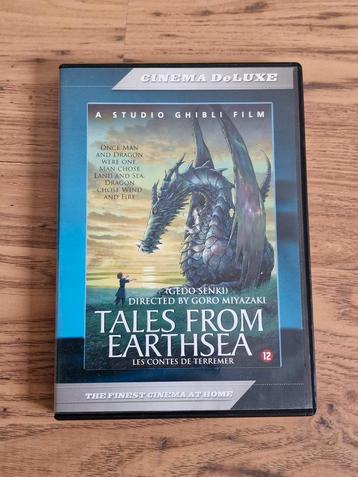 CINEMA DELUXE
A STUDIO GHIBLI FILM
ONCE MAN
AND DRAGON
WERE ONE.
MAN CHOSE
LAND AND SEA.
DRAGON
CHOSE WIND
AND FIRE
(GEDO SENKI)
DIRECTED BY GORO MIYAZAKI
TALES FROM
EARTHSEA
12
LES CONTES DE TERREMER
THE FINEST CINEMA AT HOME